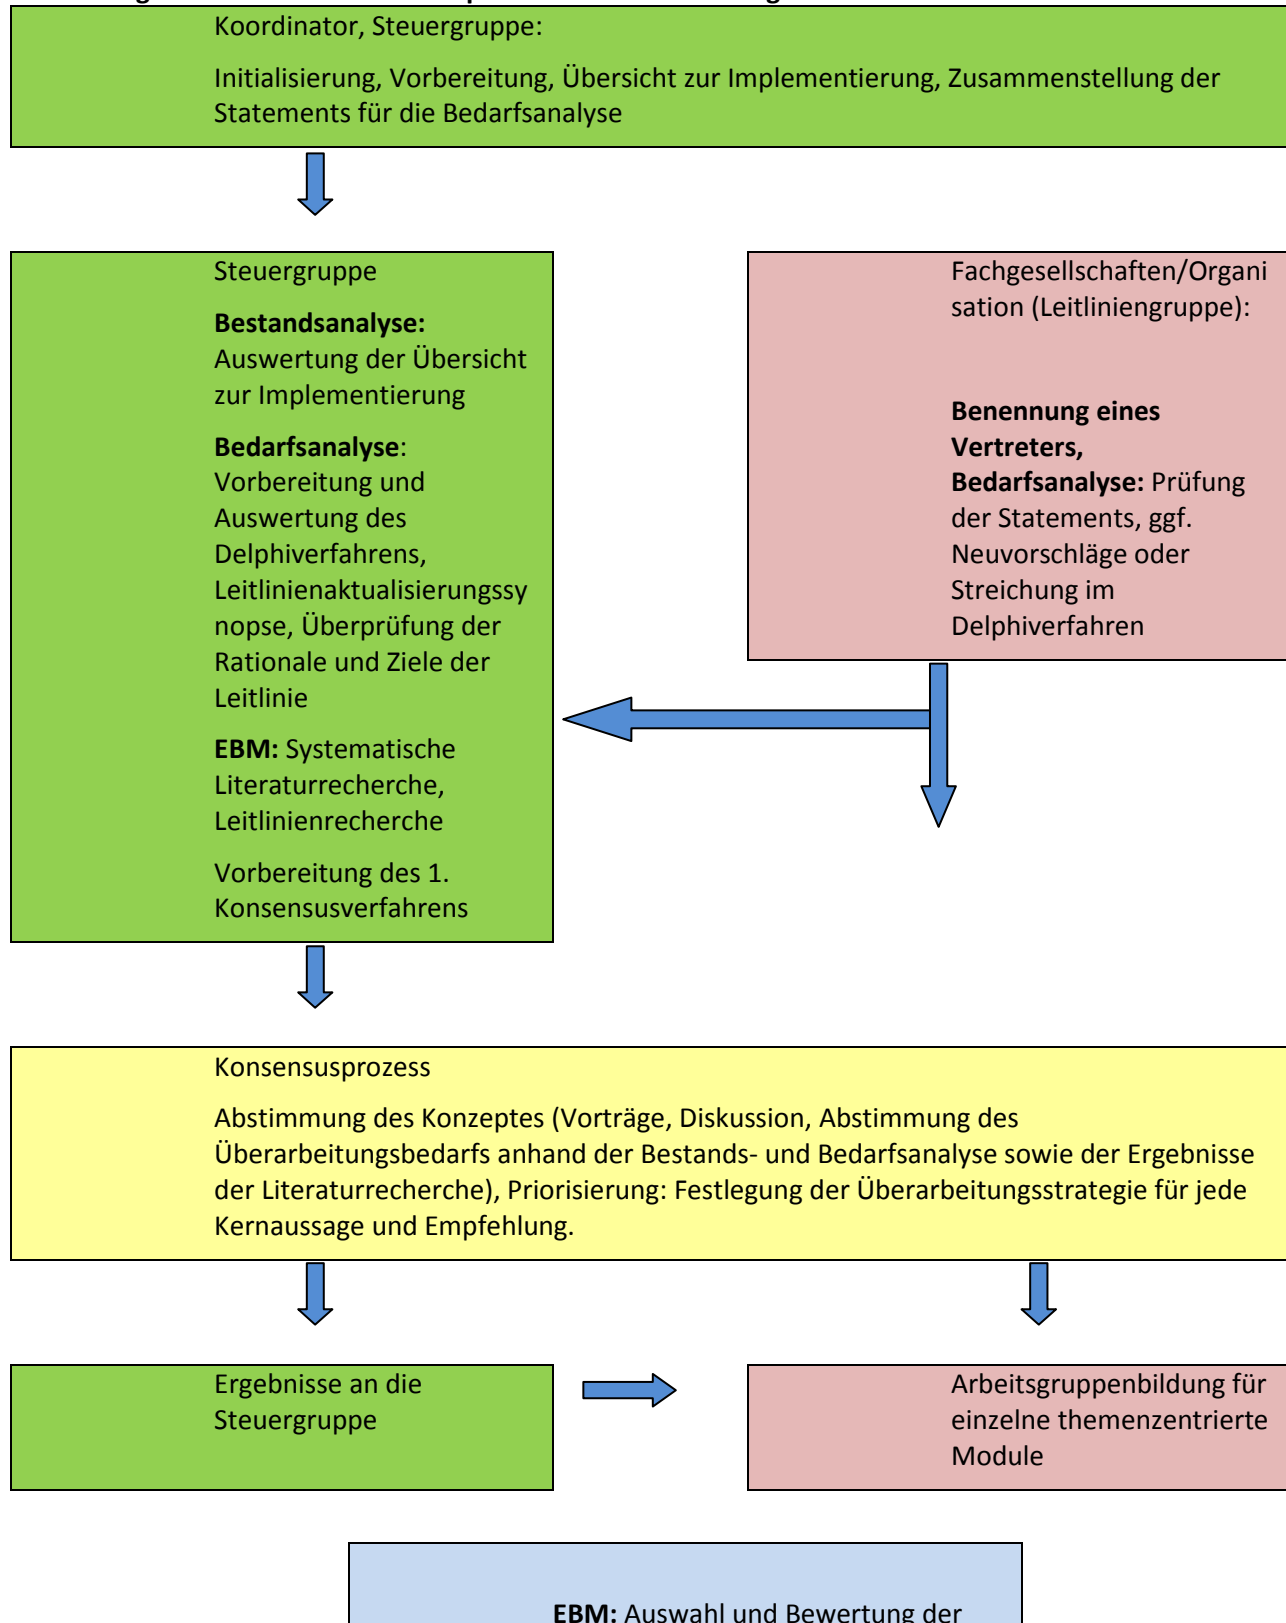 Koordinator, Steuergruppe:
Initialisierung, Vorbereitung, Übersicht zur Implementierung, Zusammenstellung der
Statements für die Bedarfsanalyse
Steuergruppe
Bestandsanalyse:
Auswertung der Übersicht
zur Implementierung
Bedarfsanalyse:
Vorbereitung und
Auswertung des
Delphiverfahrens,
Leitlinienaktualisierungssy
nopse, Überprüfung der
Rationale und Ziele der
Leitlinie
EBM: Systematische
Literaturrecherche,
Leitlinienrecherche
Vorbereitung des 1.
Konsensusverfahrens
Fachgesellschaften/Organi
sation (Leitliniengruppe):
Benennung eines
Vertreters,
Bedarfsanalyse: Prüfung
der Statements, ggf.
Neuvorschläge oder
Streichung im
Delphiverfahren
Konsensusprozess
Abstimmung des Konzeptes (Vorträge, Diskussion, Abstimmung des
Überarbeitungsbedarfs anhand der Bestands- und Bedarfsanalyse sowie der Ergebnisse
der Literaturrecherche), Priorisierung: Festlegung der Überarbeitungsstrategie für jede
Kernaussage und Empfehlung.
Ergebnisse an die
Steuergruppe
Arbeitsgruppenbildung für
einzelne themenzentrierte
Module
EBM: Auswahl und Bewertung der